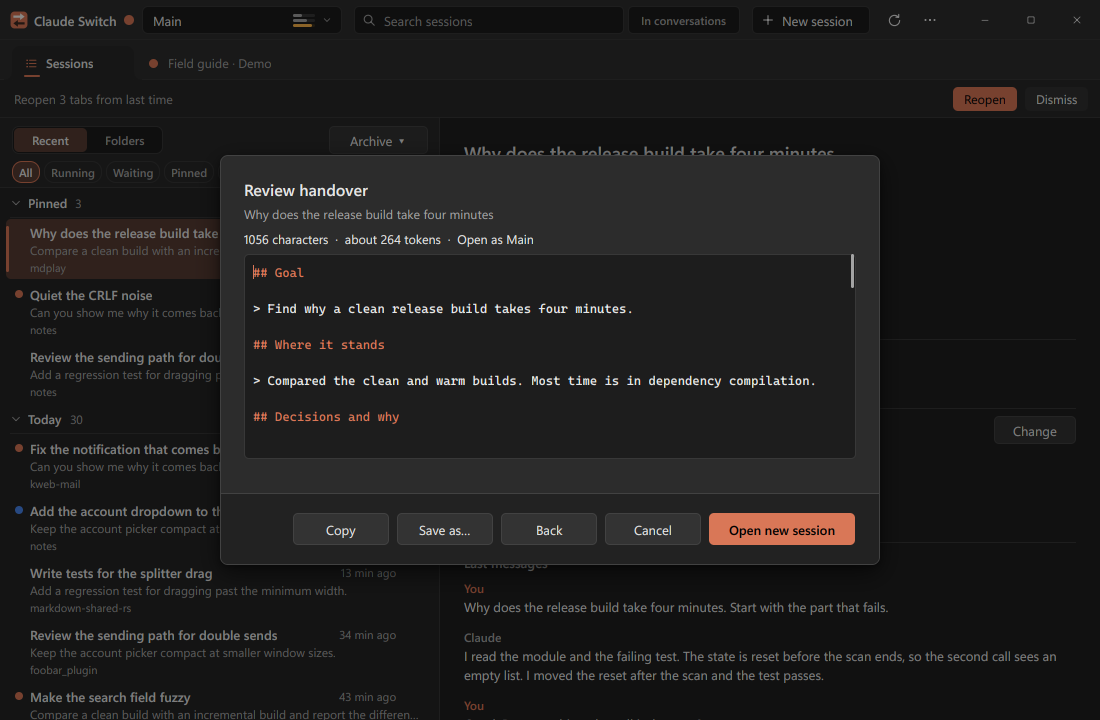 Claude Switch
Main
Search sessions
In conversations
+ New session
Sessions
Field guide · Demo
Reopen 3 tabs from last time
Reopen
Dismiss
Recent
Folders
Archive
All
Running
Waiting
Pinned
Pinned 3
Why does the release build take
Compare a clean build with an incre
mdplay
Quiet the CRLF noise
Can you show me why it comes bac
notes
Review the sending path for dou
Add a regression test for dragging p
notes
Today 30
Fix the notification that comes b
Can you show me why it comes bac
kweb-mail
Add the account dropdown to th
Keep the account picker compact at
notes
Write tests for the splitter drag
13 min ago
Add a regression test for dragging past the minimum width.
markdown-shared-rs
Review the sending path for double sends
34 min ago
Keep the account picker compact at smaller window sizes.
foobar_plugin
Make the search field fuzzy
43 min ago
Compare a clean build with an incremental build and report the differen...
Why does the release build take four minutes
Review handover
Why does the release build take four minutes
1056 characters · about 264 tokens · Open as Main
## Goal
> Find why a clean release build takes four minutes.
## Where it stands
> Compared the clean and warm builds. Most time is in dependency compilation.
## Decisions and why
Copy
Save as...
Back
Cancel
Open new session
Change
Last messages
You
Why does the release build take four minutes. Start with the part that fails.
Claude
I read the module and the failing test. The state is reset before the scan ends, so the second call sees an
empty list. I moved the reset after the scan and the test passes.
You